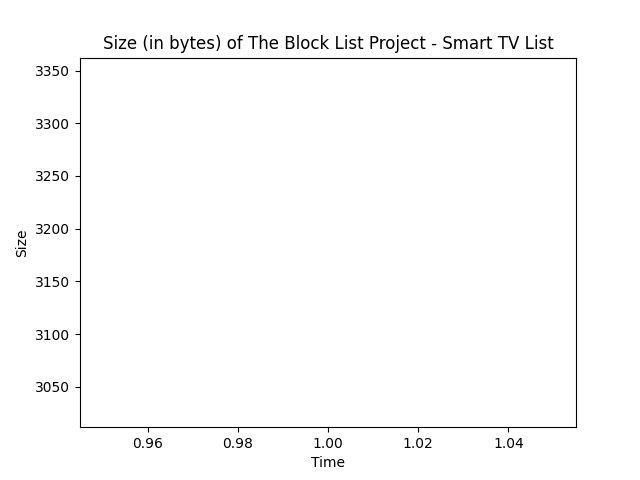 Size (in bytes) of The Block List Project - Smart TV List
3350
3300
3250
3200
3150
3100
3050
Size
0.96 0.98 1.00 1.02 1.04
Time